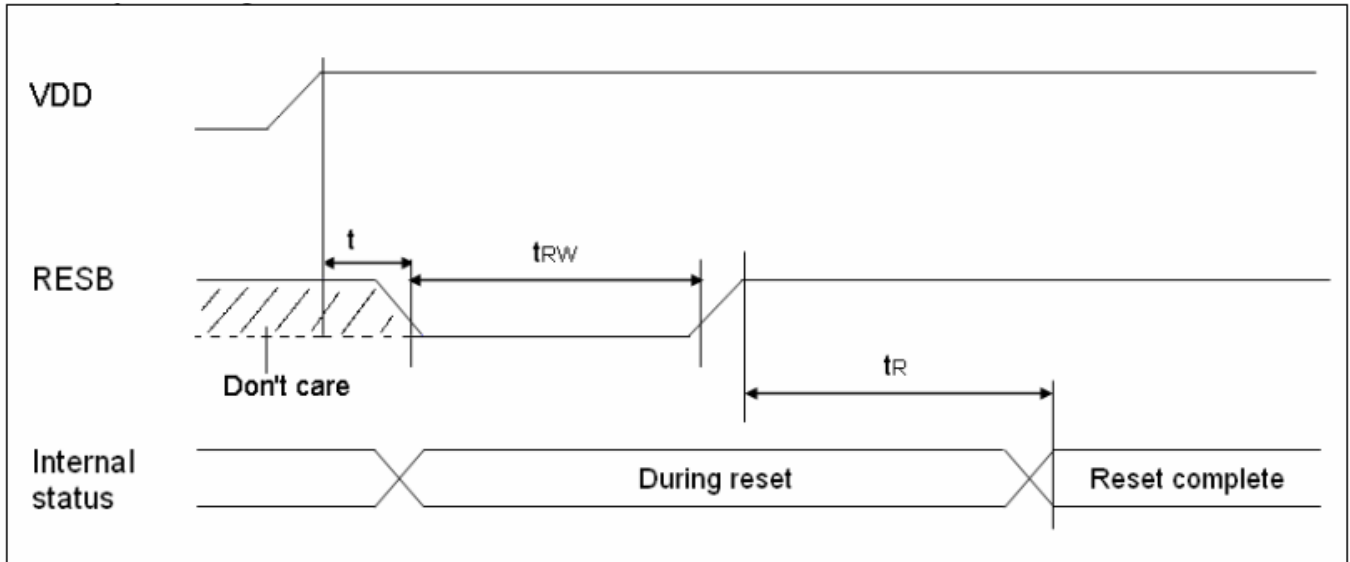 VDD
t
tRW
RESB
Don't care
tR
Internal
status
During reset
Reset complete